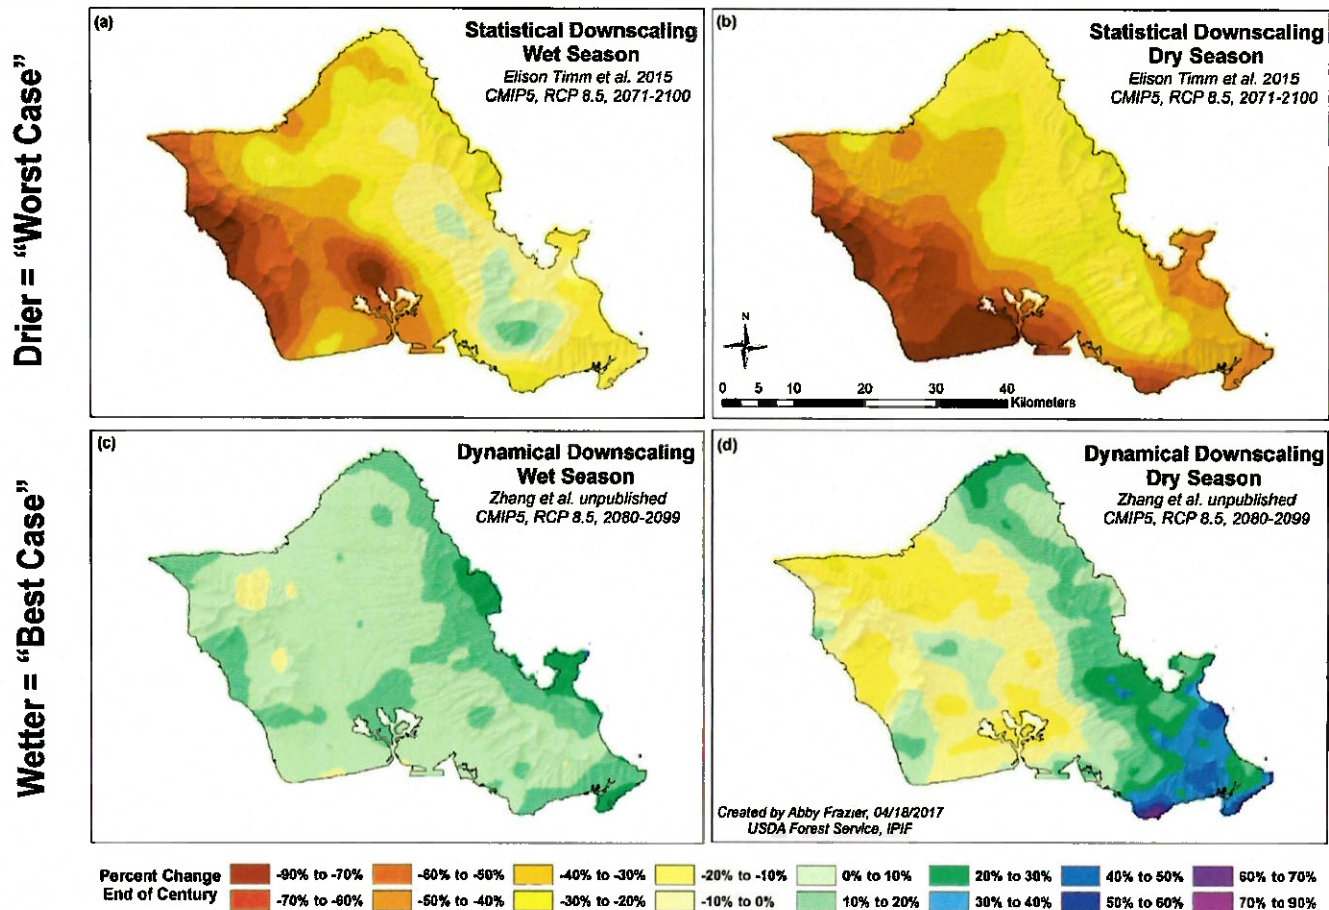 Drier = “Worst Case”
(a)
Statistical Downscaling
Wet Season
Elison Timm et al. 2015
CMIP5, RCP 8.5, 2071-2100
(b)
Statistical Downscaling
Dry Season
Elison Timm et al. 2015
CMIP5, RCP 8.5, 2071-2100
N
0 5 10 20 30 40
Kilometers
Wetter = “Best Case”
(c)
Dynamical Downscaling
Wet Season
Zhang et al. unpublished
CMIP5, RCP 8.5, 2080-2099
(d)
Dynamical Downscaling
Dry Season
Zhang et al. unpublished
CMIP5, RCP 8.5, 2080-2099
Created by Abby Frazier, 04/18/2017
USDA Forest Service, IPIF
Percent Change
End of Century
-90% to -70% -60% to -50% -40% to -30% -20% to -10% 0% to 10% 20% to 30% 40% to 50% 60% to 70%
-70% to -60% -50% to -40% -30% to -20% -10% to 0% 10% to 20% 30% to 40% 50% to 60% 70% to 90%